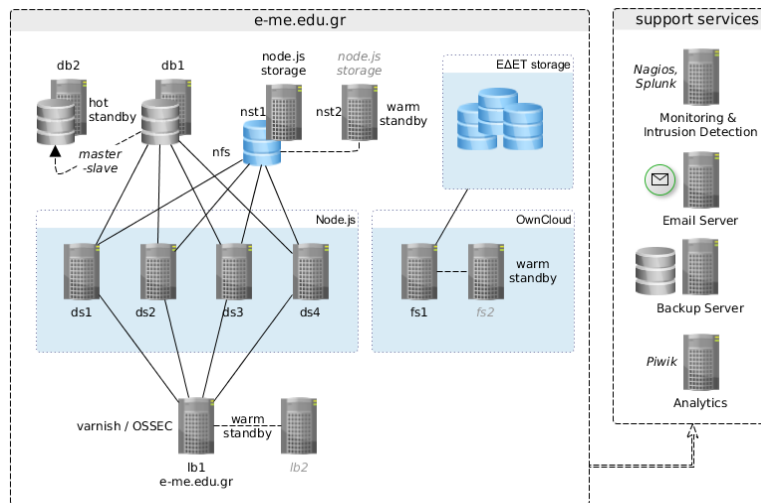 e-me.edu.gr
support services
db2
db1
node.js
storage
node.js
storage
ΕΔΕΤ storage
hot
standby
nst1
nst2
warm
standby
master
-slave
nfs
Node.js
OwnCloud
ds1
ds2
ds3
ds4
fs1
fs2
warm
standby
varnish / OSSEC
warm
standby
lb1
e-me.edu.gr
lb2
Nagios,
Splunk
Monitoring &
Intrusion Detection
Email Server
Backup Server
Piwik
Analytics